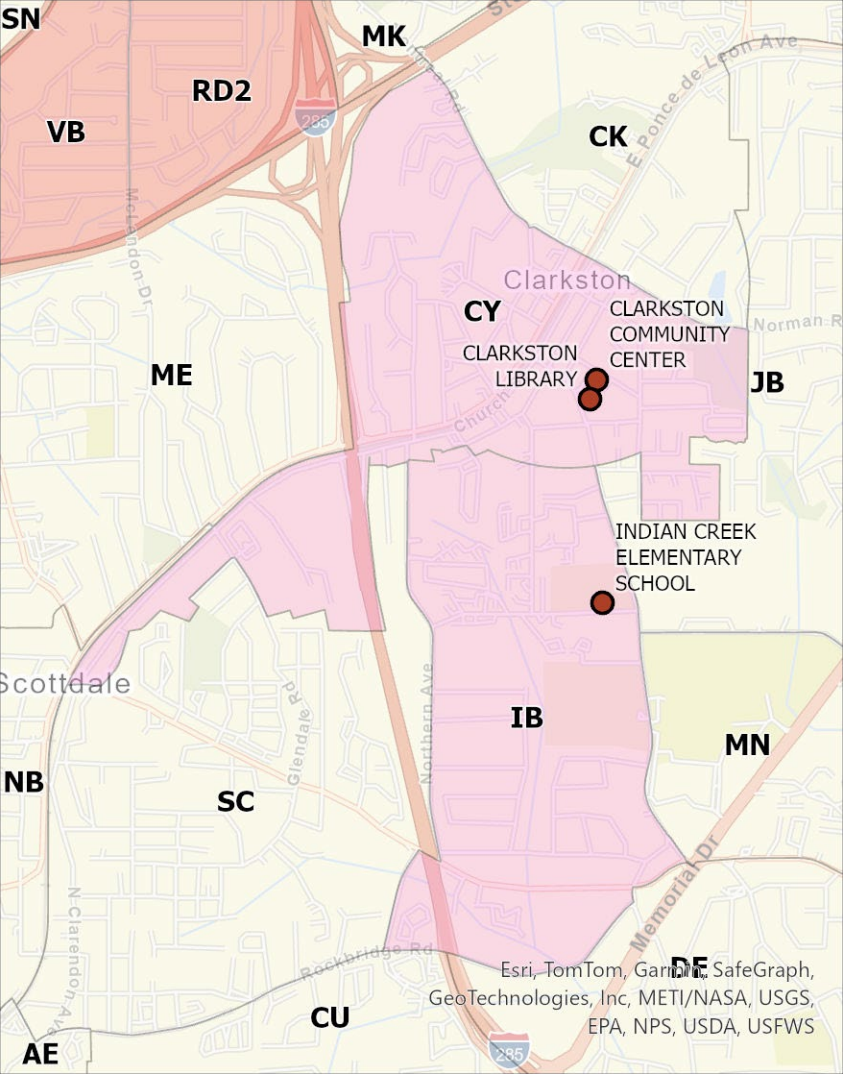 SN
MK
St
RD2
285
VB
CK
E Ponce de Leon Ave
McLendon Dr
Clarkston
CY
CLARKSTON
COMMUNITY
CENTER
Norman R
CLARKSTON
LIBRARY
ME
JB
Church
INDIAN CREEK
ELEMENTARY
SCHOOL
Scottdale
Northern Ave
Glendale Rd
IB
MN
NB
SC
Memorial Dr
N Clarendon Ave
Rockbridge Rd
DF
Esri, TomTom, Garmin, SafeGraph,
GeoTechnologies, Inc, METI/NASA, USGS,
EPA, NPS, USDA, USFWS
CU
285
AE